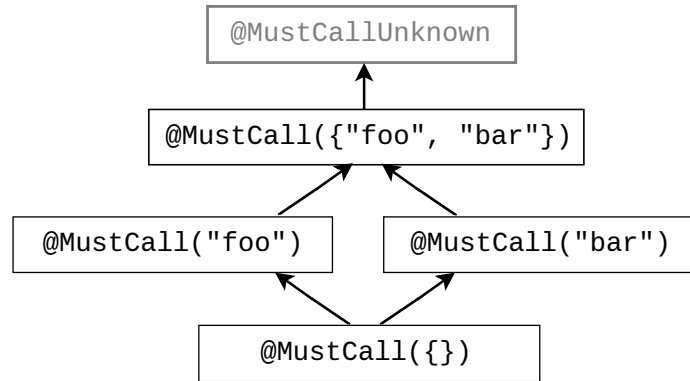 @MustCallUnknown
@MustCall({"foo", "bar"})
@MustCall("foo")
@MustCall("bar")
@MustCall({})